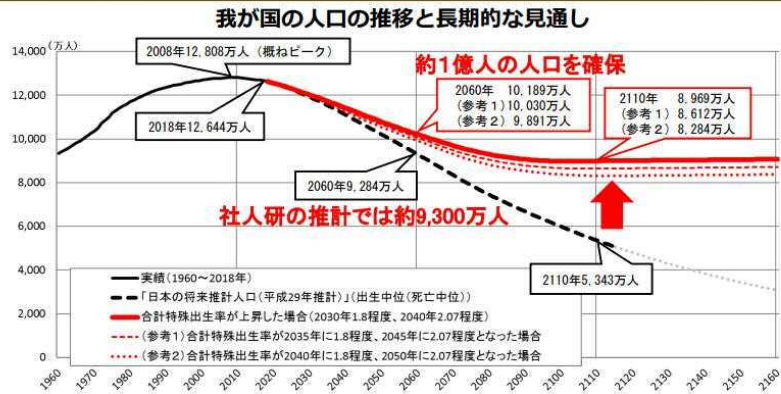 我が国の人口の推移と長期的な見通し
(万人)
14,000
12,000
10,000
8,000
6,000
4,000
2,000
0
2008年12,808万人（概ねピーク）
2018年12,644万人
約1億人の人口を確保
2060年　10,189万人
(参考１)10,030万人
(参考２) 9,891万人
2110年　8,969万人
(参考１) 8,612万人
(参考２) 8,284万人
2060年9,284万人
社人研の推計では約9,300万人
2110年5,343万人
実績(1960～2018年)
「日本の将来推計人口(平成29年推計)」(出生中位(死亡中位))
合計特殊出生率が上昇した場合(2030年1.8程度、2040年2.07程度)
(参考１)合計特殊出生率が2035年に1.8程度、2045年に2.07程度となった場合
(参考２)合計特殊出生率が2040年に1.8程度、2050年に2.07程度となった場合
1960 1970 1980 1990 2000 2010 2020 2030 2040 2050 2060 2070 2080 2090 2100 2110 2120 2130 2140 2150 2160